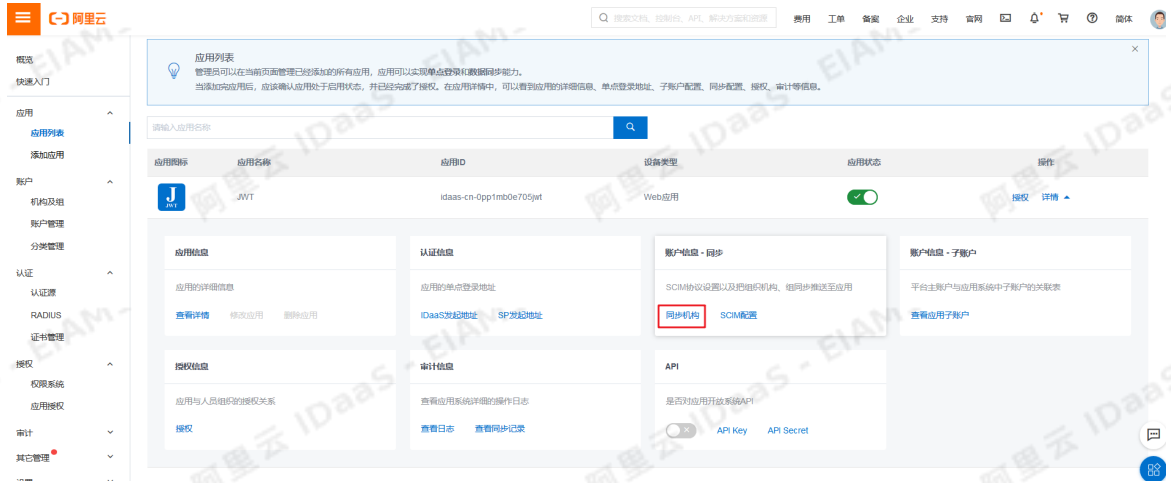 阿里云
搜索文档、控制台、API、解决方案和资源
费用 工单 备案 企业 支持 官网 简体
概览
快速入门
应用
应用列表
添加应用
账户
机构及组
账户管理
分类管理
认证
认证源
RADIUS
证书管理
授权
权限系统
应用授权
审计
其它管理
应用列表
管理员可以在当前页面管理已经添加的所有应用，应用可以实现单点登录和数据同步能力。
当添加完应用后，应该确认应用处于启用状态，并已经完成了授权。在应用详情中，可以看到应用的详细信息、单点登录地址、子账户配置、同步配置、授权、审计等信息。
请输入应用名称
应用图标 应用名称 应用ID 设备类型 应用状态 操作
J JWT JWT idaas-cn-0pp1mb0e705jwt Web应用 授权 详情
应用信息
应用的详细信息
查看详情 修改应用 删除应用
认证信息
应用的单点登录地址
IDaaS发起地址 SP发起地址
账户信息 - 同步
SCIM协议设置以及把组织机构、组同步推送至应用
同步机构 SCIM配置
账户信息 - 子账户
平台主账户与应用系统中子账户的关联表
查看应用子账户
授权信息
应用与人员组织的授权关系
授权
审计信息
查看应用系统详细的操作日志
查看日志 查看同步记录
API
是否对应用开放系统API
API Key API Secret
阿里云 IDaaS - EIAM -